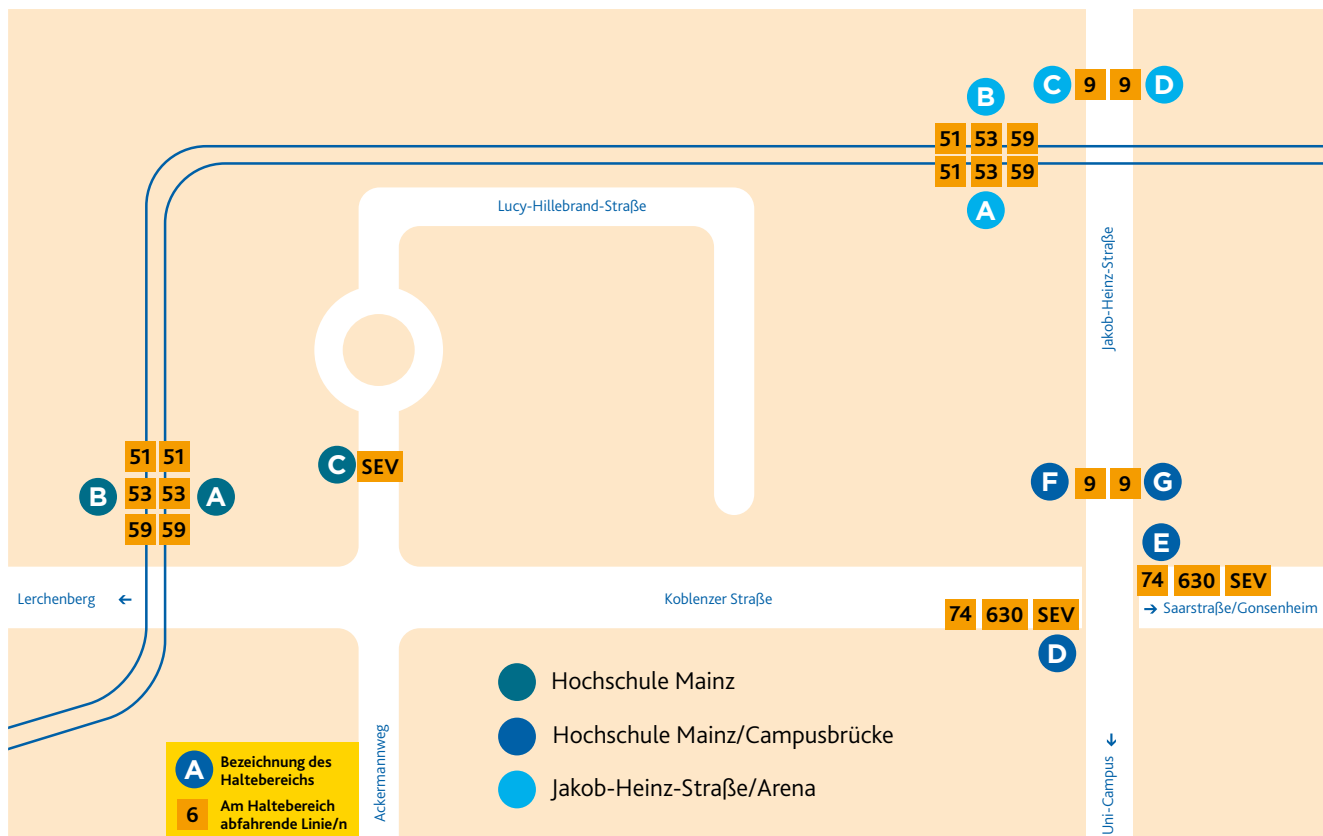 C 9 9 D
B
51 53 59
51 53 59
A
Lucy-Hillebrand-Straße
Jakob-Heinz-Straße
51 51
B 53 53 A
59 59
C SEV
F 9 9 G
E
74 630 SEV
Lerchenberg ←
Koblenzer Straße
→ Saarstraße/Gonsenheim
74 630 SEV
D
Hochschule Mainz
Hochschule Mainz/Campusbrücke
Jakob-Heinz-Straße/Arena
Ackermannweg
Uni-Campus ←
A Bezeichnung des
Haltebereichs
6 Am Haltebereich
abfahrende Linie/n